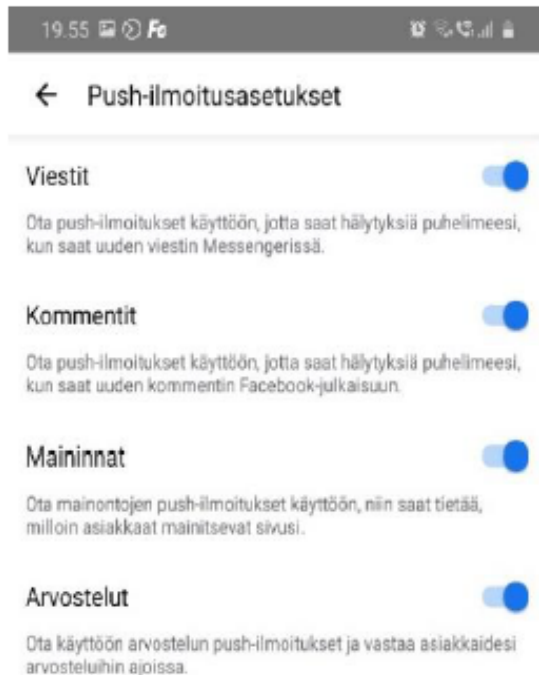 19.55 Fo
Push-ilmoitusasetukset
Viestit
Ota push-ilmoitukset käyttöön, jotta saat hälytyksiä puhelimeesi,
kun saat uuden viestin Messengerissä.
Kommentit
Ota push-ilmoitukset käyttöön, jotta saat hälytyksiä puhelimeesi,
kun saat uuden kommentin Facebook-julkaisuun.
Maininnat
Ota mainontojen push-ilmoitukset käyttöön, niin saat tietää,
milloin asiakkaat mainitsevat sivusi.
Arvostelut
Ota käyttöön arvostelun push-ilmoitukset ja vastaa asiakkaidesi
arvosteluihin ajoissa.